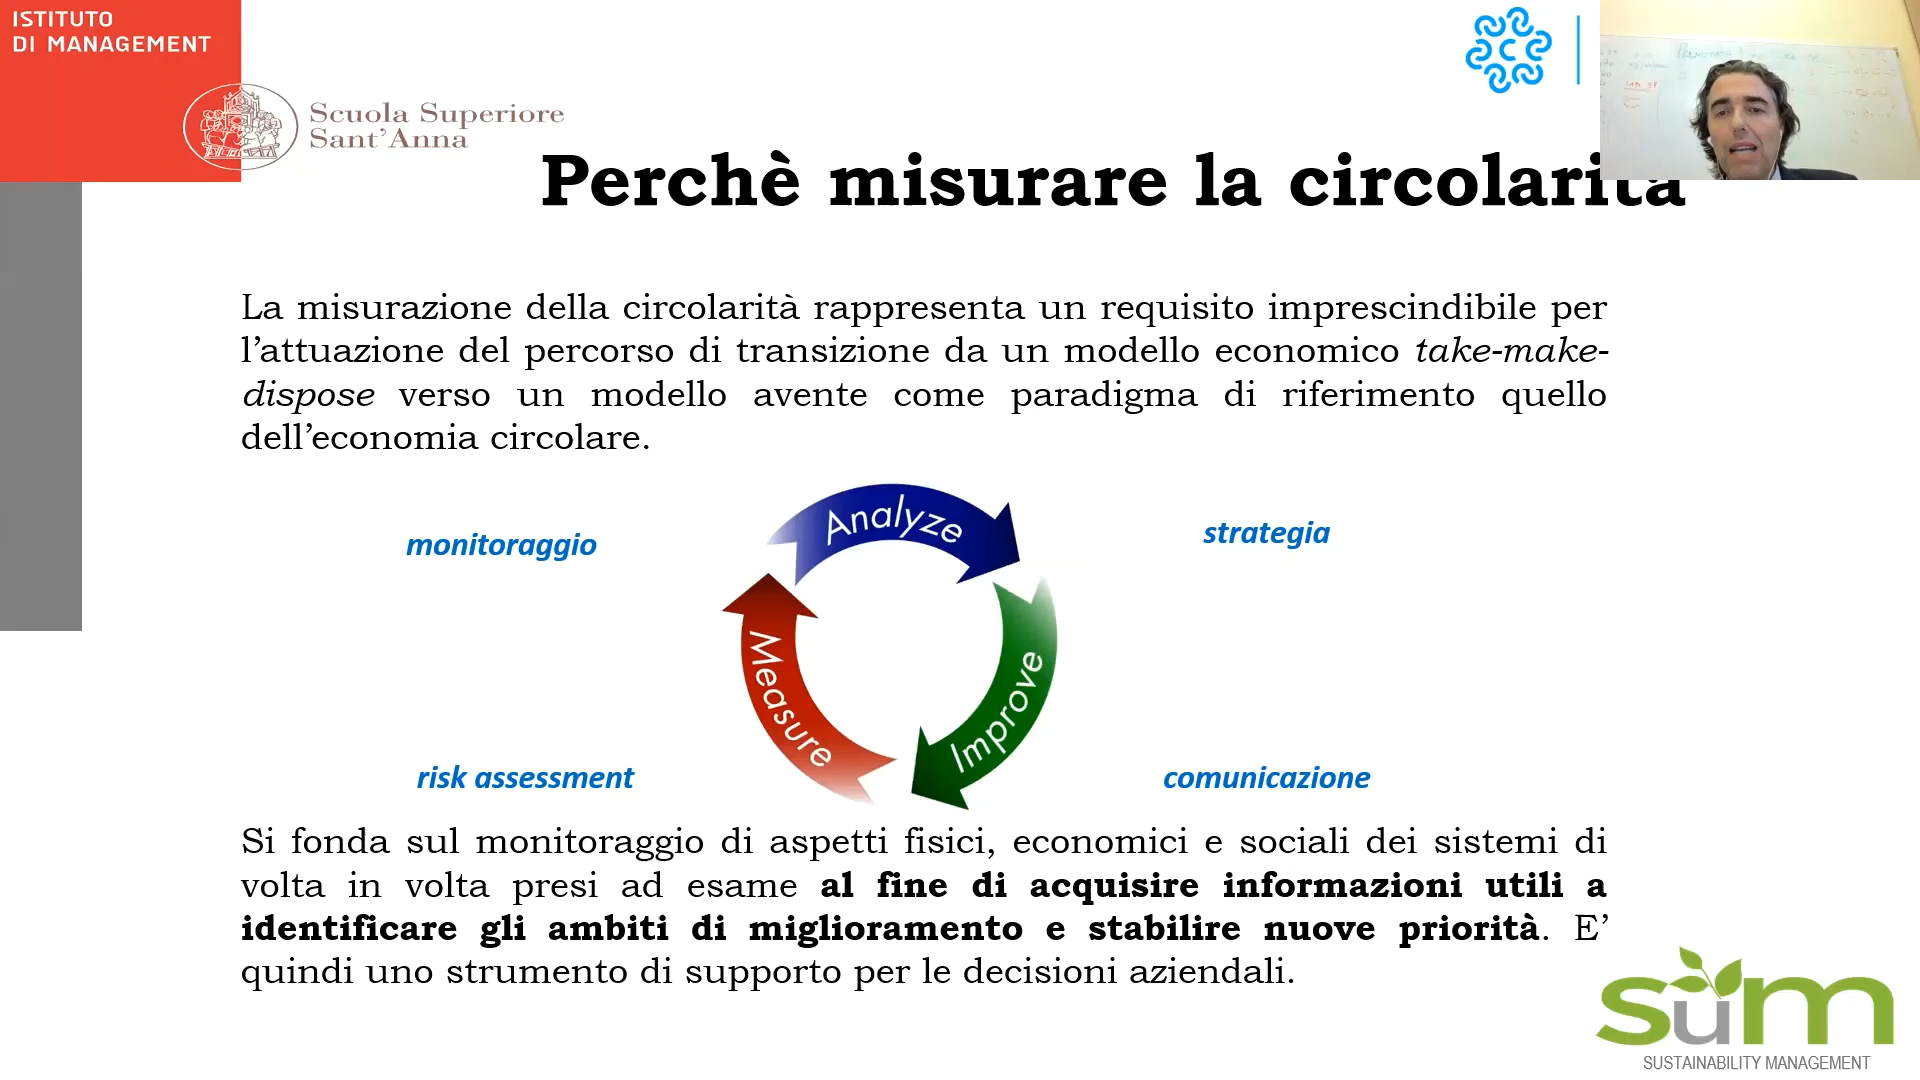 ISTITUTO
DI MANAGEMENT
Scuola Superiore
Sant'Anna
Perchè misurare la circolarità
La misurazione della circolarità rappresenta un requisito imprescindibile per
l'attuazione del percorso di transizione da un modello economico take-make-
dispose verso un modello avente come paradigma di riferimento quello
dell'economia circolare.
monitoraggio
Analyze
strategia
Measure
Improve
risk assessment
comunicazione
Si fonda sul monitoraggio di aspetti fisici, economici e sociali dei sistemi di
volta in volta presi ad esame al fine di acquisire informazioni utili a
identificare gli ambiti di miglioramento e stabilire nuove priorità. E'
quindi uno strumento di supporto per le decisioni aziendali.
sum
SUSTAINABILITY MANAGEMENT